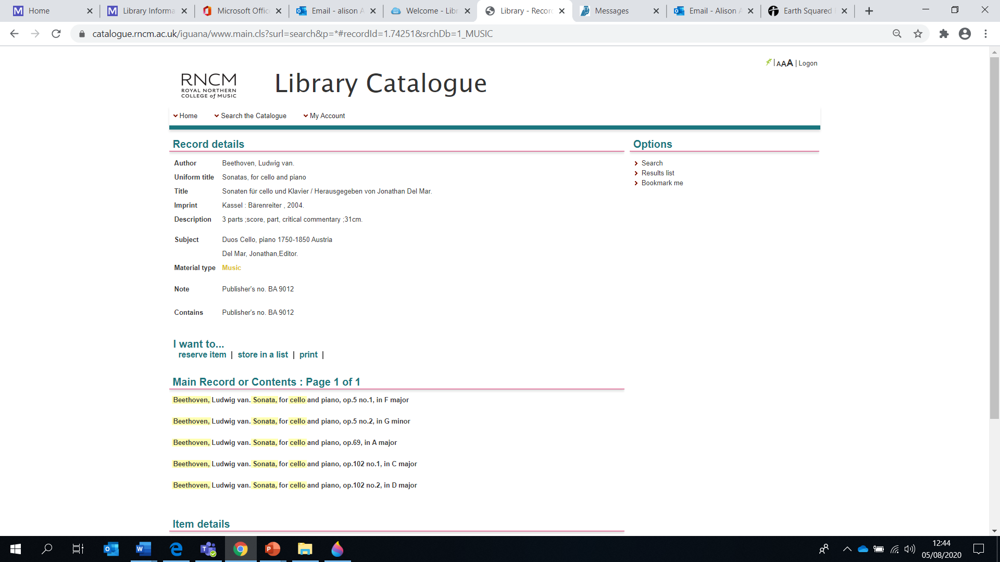 Home
Library Informa
Microsoft Offic
Email - alison A
Welcome - Libr
Library - Recor
Messages
Email - Alison A
Earth Squared
catalogue.rncm.ac.uk/iguana/www.main.cls?surl=search&p=*#recordId=1.74251&srchDb=1_MUSIC
| AAA | Logon
RNCM
ROYAL NORTHERN
COLLEGE of MUSIC
Library Catalogue
Home Search the Catalogue My Account
Record details
Author Beethoven, Ludwig van.
Uniform title Sonatas, for cello and piano
Title Sonaten für cello und Klavier / Herausgegeben von Jonathan Del Mar.
Imprint Kassel : Bärenreiter , 2004.
Description 3 parts ;score, part, critical commentary ;31cm.
Subject Duos Cello, piano 1750-1850 Austria
Del Mar, Jonathan,Editor.
Material type Music
Note Publisher's no. BA 9012
Contains Publisher's no. BA 9012
Options
Search
Results list
Bookmark me
I want to...
reserve item | store in a list | print |
Main Record or Contents : Page 1 of 1
Beethoven, Ludwig van. Sonata, for cello and piano, op.5 no.1, in F major
Beethoven, Ludwig van. Sonata, for cello and piano, op.5 no.2, in G minor
Beethoven, Ludwig van. Sonata, for cello and piano, op.69, in A major
Beethoven, Ludwig van. Sonata, for cello and piano, op.102 no.1, in C major
Beethoven, Ludwig van. Sonata, for cello and piano, op.102 no.2, in D major
Item details
12:44
05/08/2020